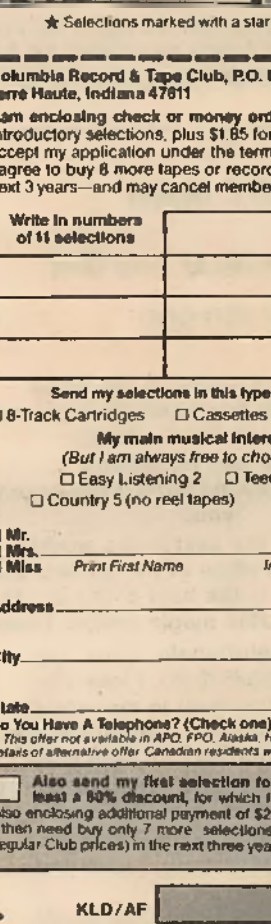 ★ Selections marked with a star
olumbia Record & Tape Club, P.O.
erre Haute, Indiana 47811
am enclosing check or money ord
ntroductory selections, plus $1.85 for
ccept my application under the term
agree to buy 8 more tapes or record
ext 3 years—and may cancel membe
Write in numbers
of 11 selections
Send my selections in this type
8-Track Cartridges □ Cassettes
My main musical Intere
(But I am always free to cho
□ Easy Listening 2 □ Tee
□ Country 5 (no reel tapes)
Mr.
Mrs.
Miss Print First Name In
ddress
ity
tate
o You Have A Telephone? (Check one)
This offer not available in APO, FPO, Alaska, H
etails of alternative offer. Canadian residents w
Also send my first selection fo
least a 60% discount, for which I
lso enclosing additional payment of $2
then need buy only 7 more selections
egular Club prices) in the next three yea
KLD/AF